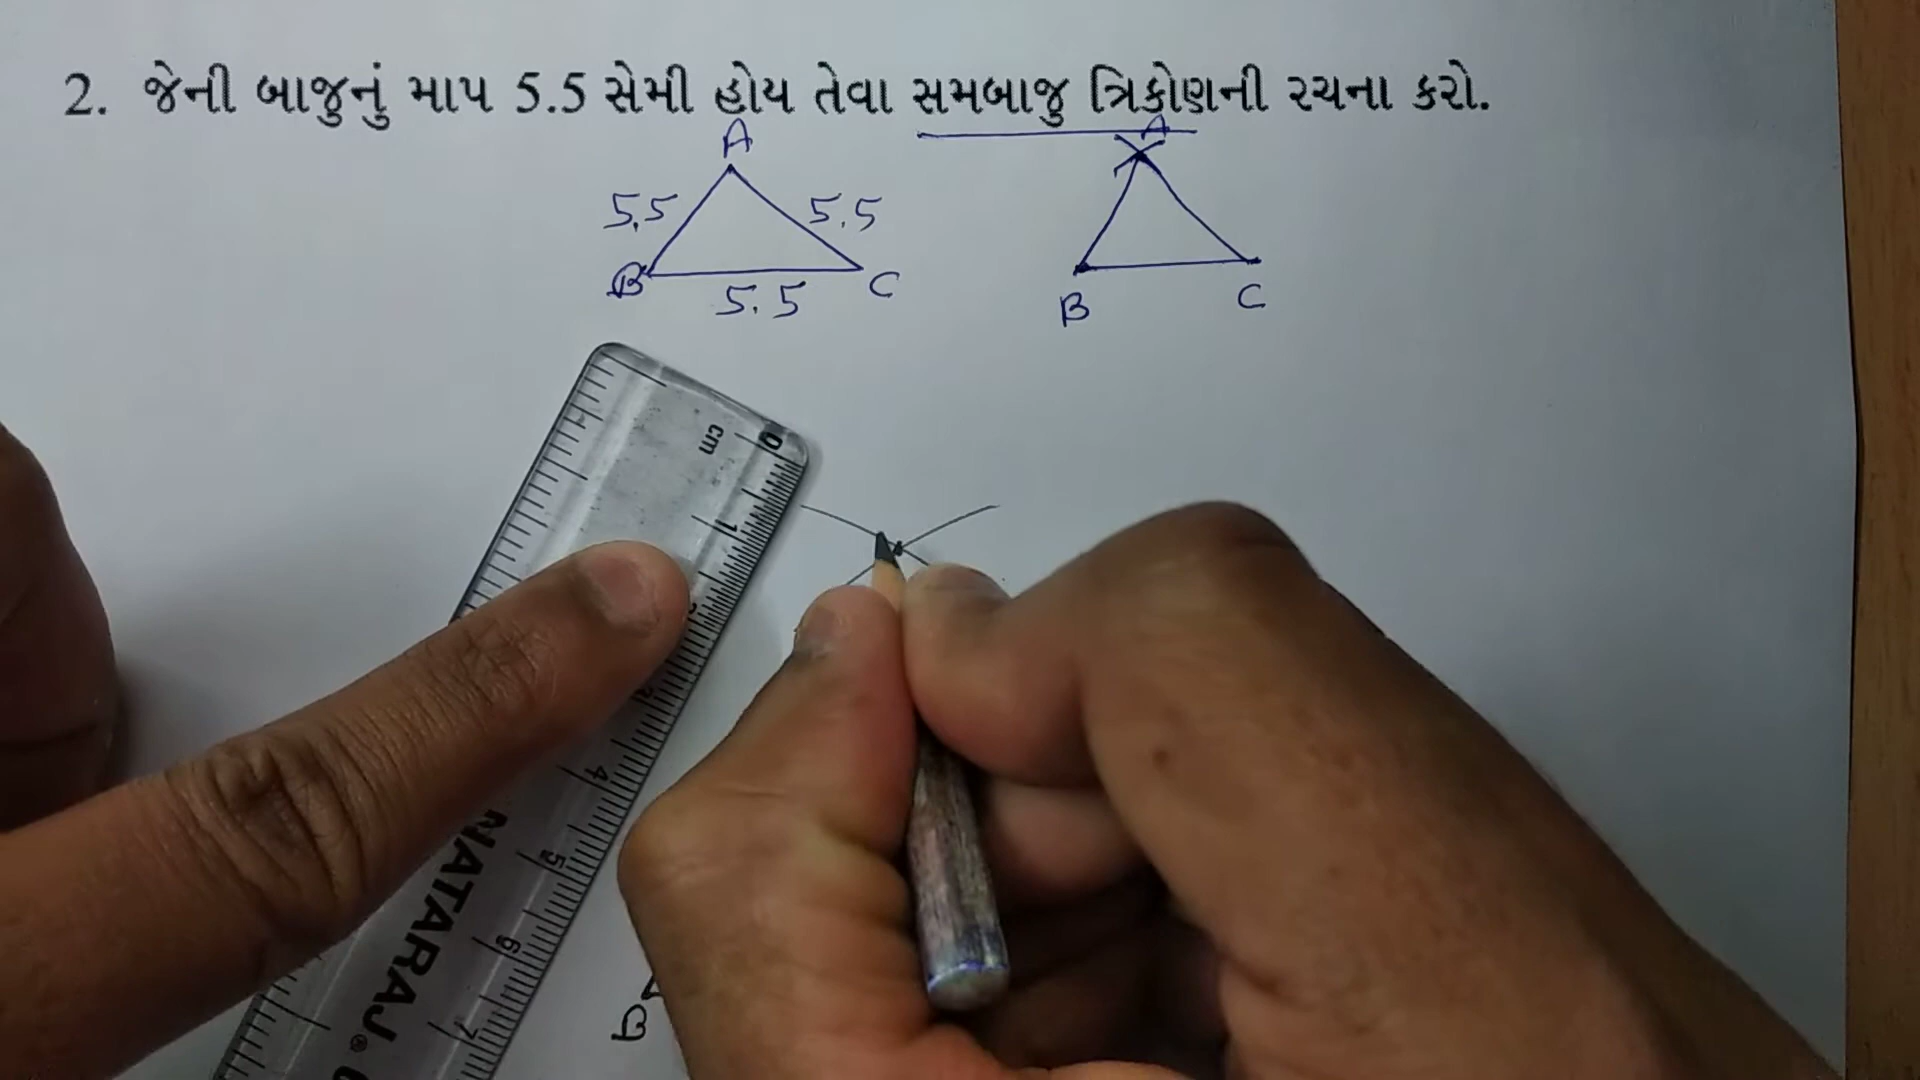 2. જેની બાજુનું માપ 5.5 સેમી હોય તેવા સમબાજુ ત્રિકોણની રચના કરો.
A
5.5 5.5
B C
5.5
A
B C
cm 0
1
4
5
6
7
NATARAJ®
B